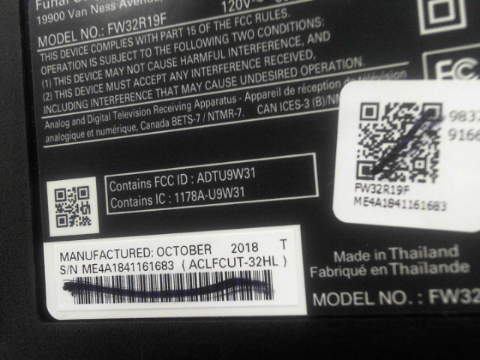 Funai
19900 Van Ness Avenue,
MODEL NO.: FW32R19F 120V~
THIS DEVICE COMPLIES WITH PART 15 OF THE FCC RULES.
OPERATION IS SUBJECT TO THE FOLLOWING TWO CONDITIONS:
(1) THIS DEVICE MAY NOT CAUSE HARMFUL INTERFERENCE, AND
(2) THIS DEVICE MUST ACCEPT ANY INTERFERENCE RECEIVED,
INCLUDING INTERFERENCE THAT MAY CAUSE UNDESIRED OPERATION.
Analog and Digital Television Receiving Apparatus - Appareil de réception de télévision
analogique et numérique, Canada BETS-7 / NTMR-7. CAN ICES-3 (B)/NM
FC
983
916
FW32R19F
ME4A1841161683
Contains FCC ID : ADTU9W31
Contains IC : 1178A-U9W31
MANUFACTURED: OCTOBER 2018 T
S/N ME4A1841161683 ( ACLFCUT-32HL )
Made in Thailand
Fabriqué en Thaïlande
MODEL NO. : FW32